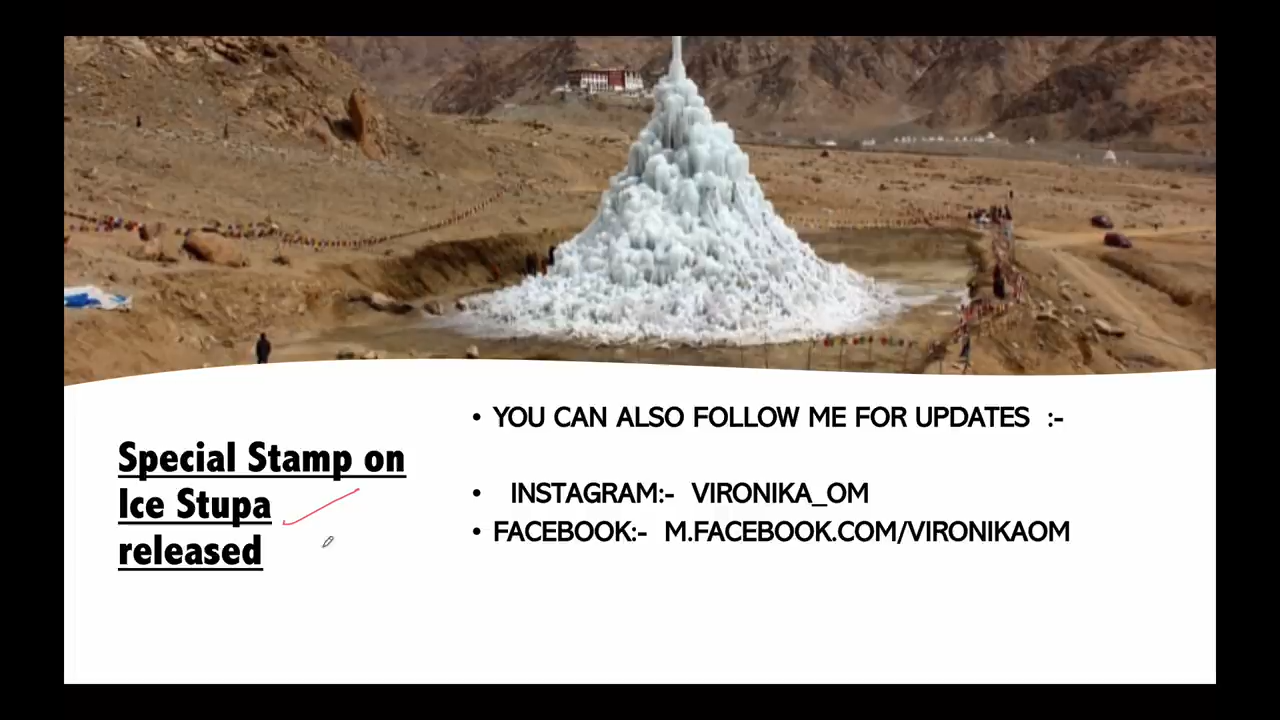 Special Stamp on
Ice Stupa
released
• YOU CAN ALSO FOLLOW ME FOR UPDATES :-
• INSTAGRAM:- VIRONIKA_OM
• FACEBOOK:- M.FACEBOOK.COM/VIRONIKAOM